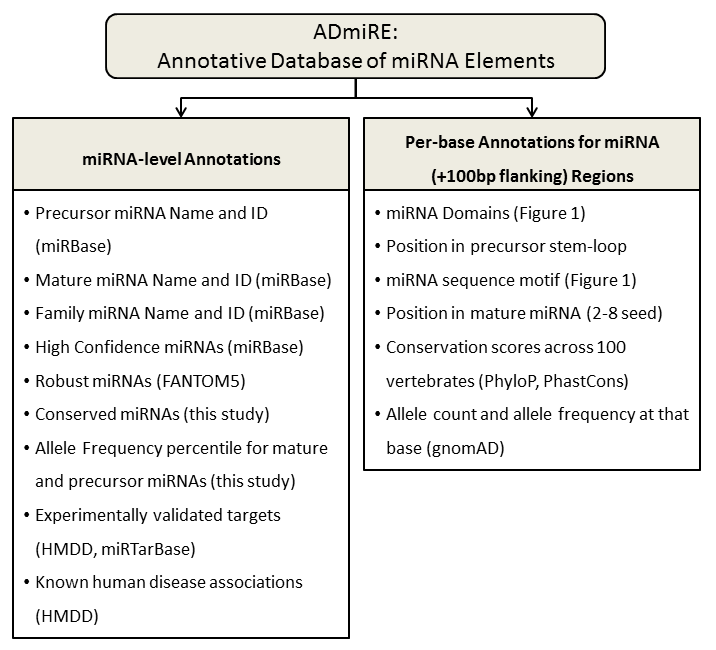 ADmiRE:
Annotative Database of miRNA Elements
miRNA-level Annotations
• Precursor miRNA Name and ID
(miRBase)
• Mature miRNA Name and ID (miRBase)
• Family miRNA Name and ID (miRBase)
• High Confidence miRNAs (miRBase)
• Robust miRNAs (FANTOM5)
• Conserved miRNAs (this study)
• Allele Frequency percentile for mature
and precursor miRNAs (this study)
• Experimentally validated targets
(HMDD, miRTarBase)
• Known human disease associations
(HMDD)
Per-base Annotations for miRNA
(+100bp flanking) Regions
• miRNA Domains (Figure 1)
• Position in precursor stem-loop
• miRNA sequence motif (Figure 1)
• Position in mature miRNA (2-8 seed)
• Conservation scores across 100
vertebrates (PhyloP, PhastCons)
• Allele count and allele frequency at that
base (gnomAD)